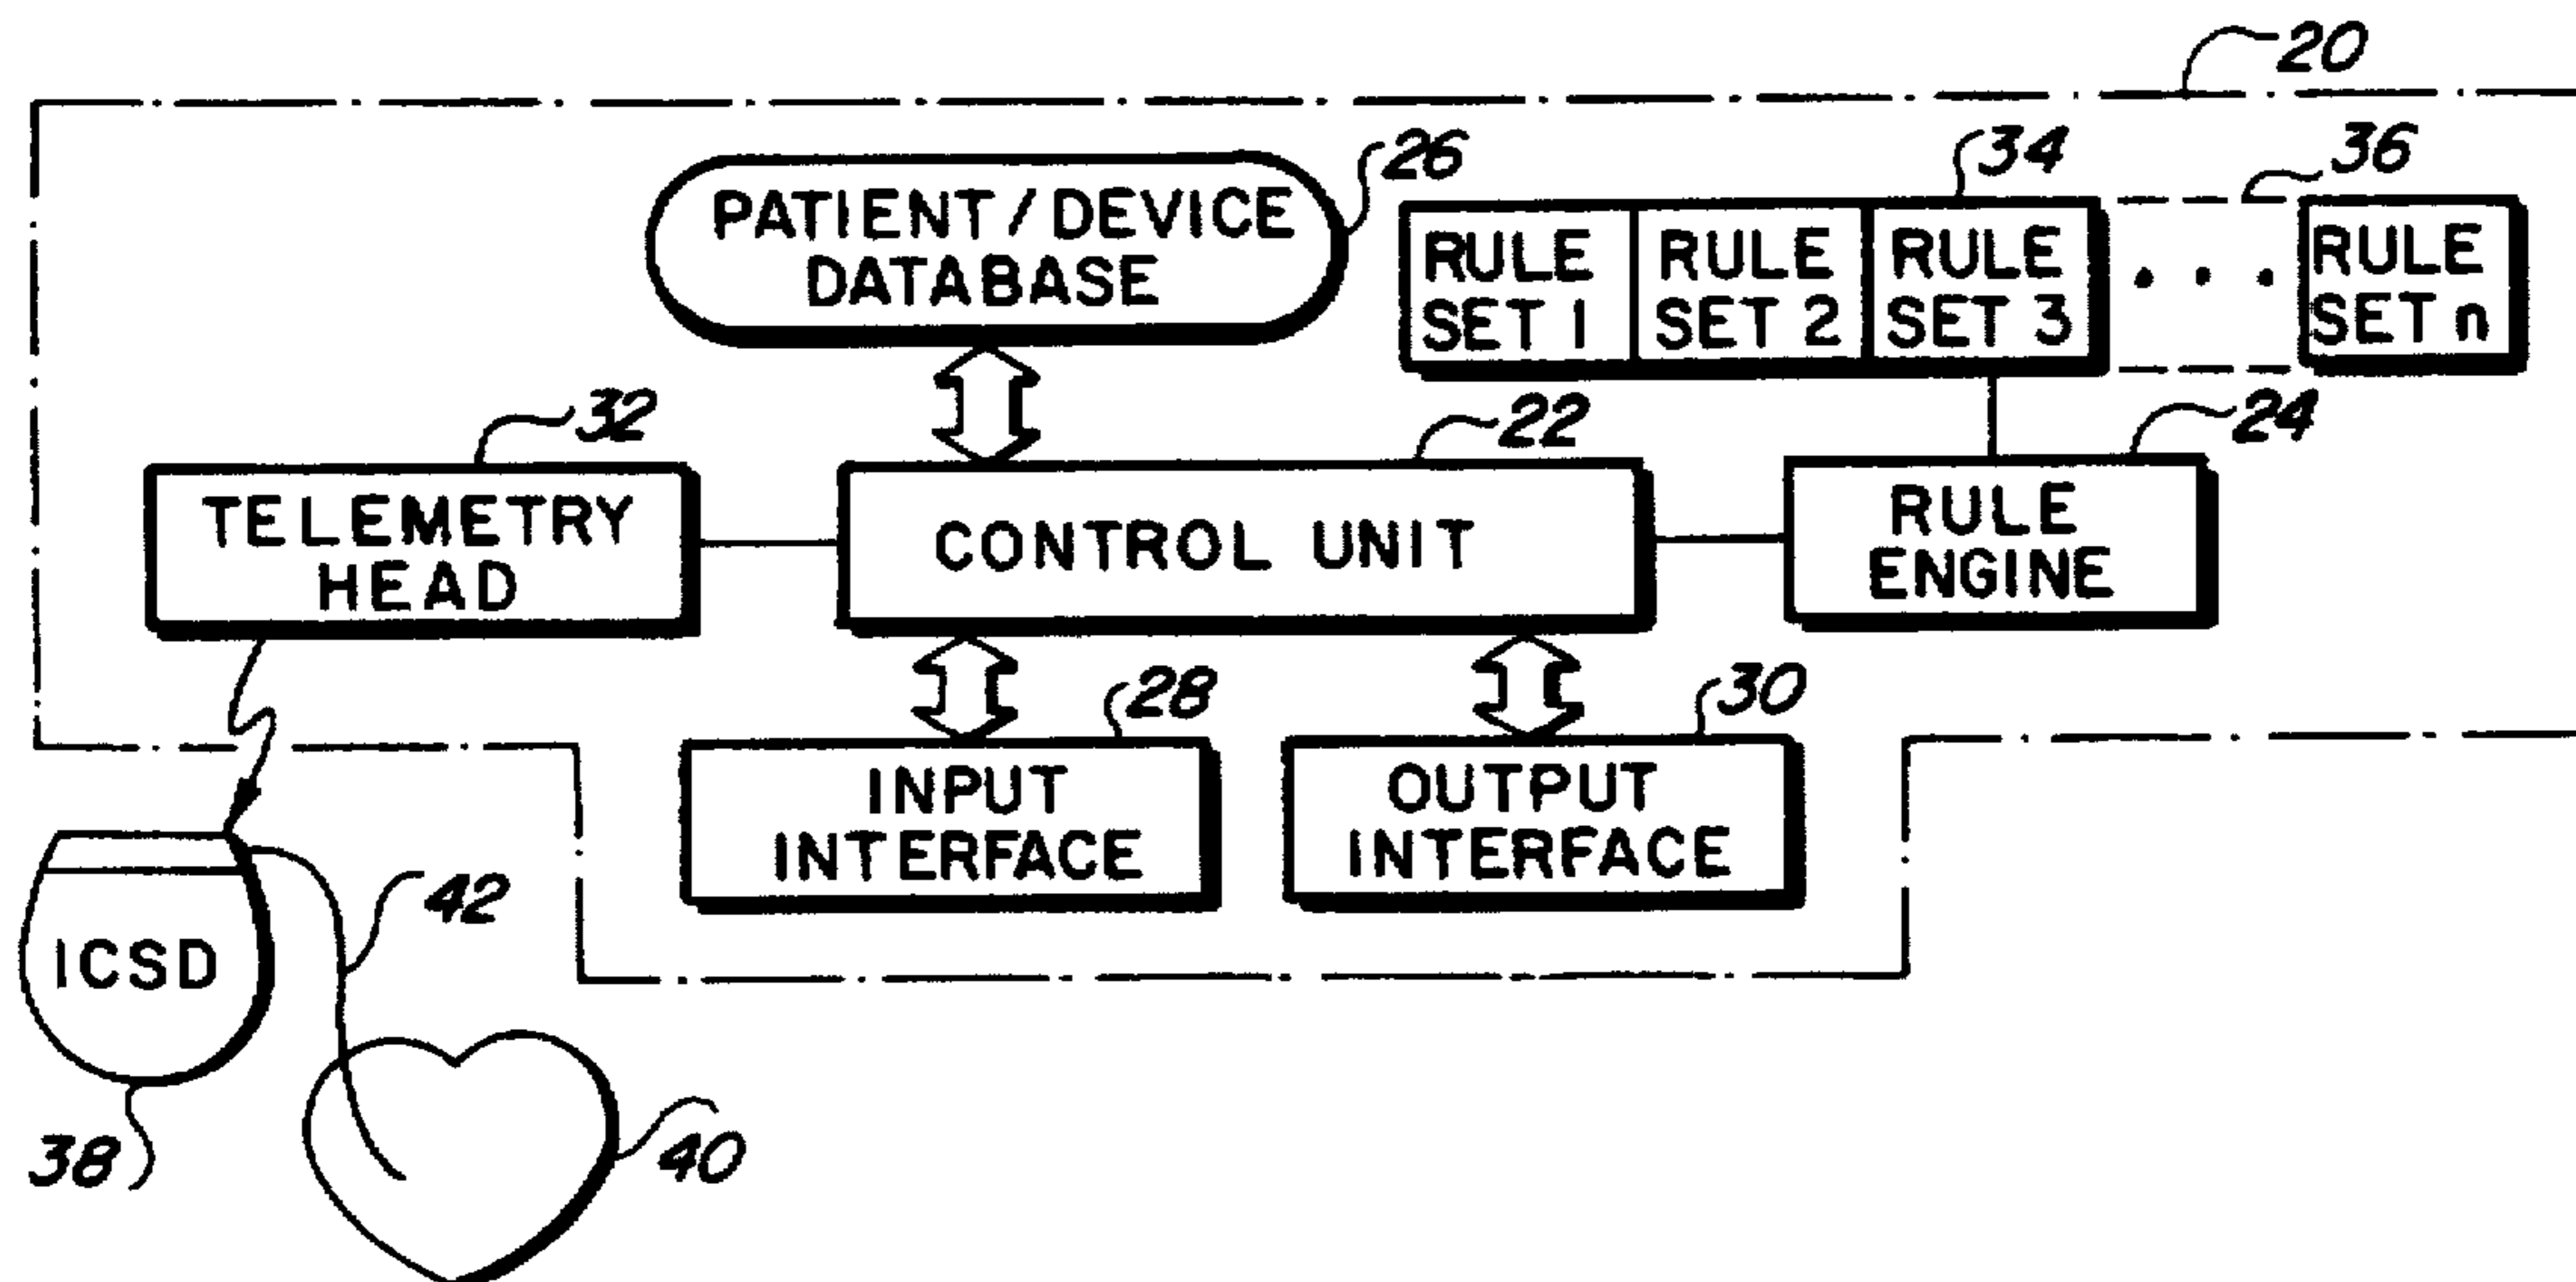 20
26
34
36
PATIENT / DEVICE
DATABASE
RULE
SET 1
RULE
SET 2
RULE
SET 3
. . .
RULE
SET n
32
22
24
TELEMETRY
HEAD
CONTROL UNIT
RULE
ENGINE
28
30
INPUT
INTERFACE
OUTPUT
INTERFACE
42
ICSD
38
40